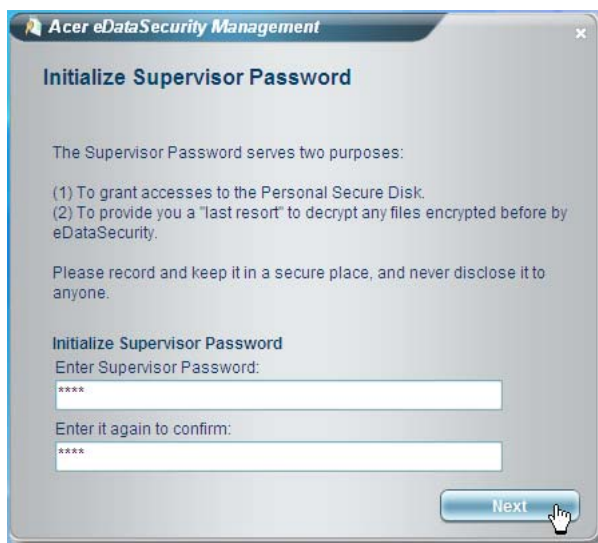 Acer eDataSecurity Management
Initialize Supervisor Password
The Supervisor Password serves two purposes:
(1) To grant accesses to the Personal Secure Disk.
(2) To provide you a "last resort" to decrypt any files encrypted before by
eDataSecurity.
Please record and keep it in a secure place, and never disclose it to
anyone.
Initialize Supervisor Password
Enter Supervisor Password:
****
Enter it again to confirm:
****
Next